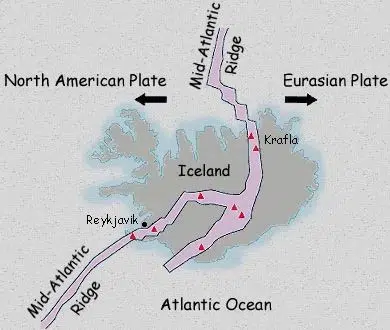 Mid-Atlantic
Ridge
North American Plate
Eurasian Plate
Krafla
Iceland
Reykjavik
Mid-Atlantic
Ridge
Atlantic Ocean